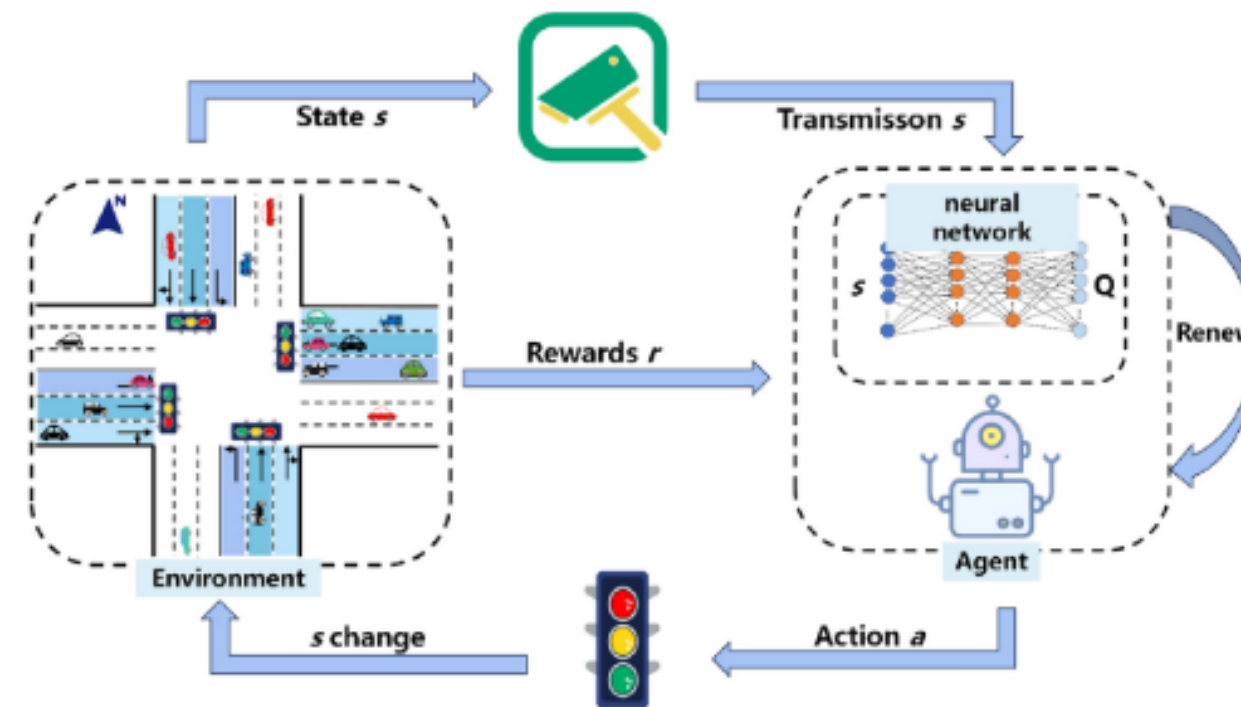 State s
Transmisson s
N
neural
network
s
Q
Renew
Rewards r
Environment
Agent
s change
Action a